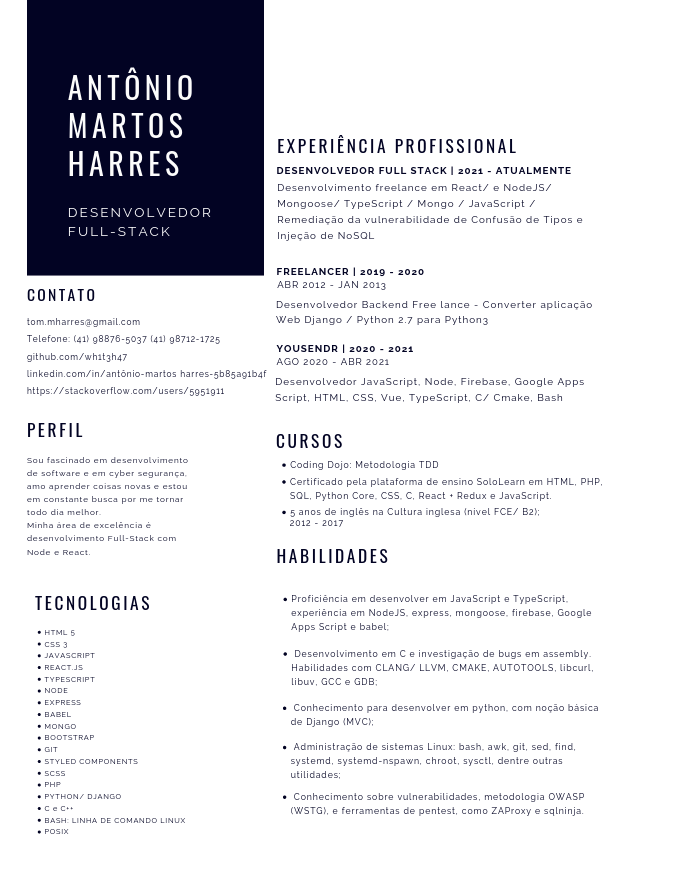 ANTÔNIO
MARTOS
HARRES
DESENVOLVEDOR
FULL-STACK
CONTATO
tom.mharres@gmail.com
Telefone: (41) 98876-5037 (41) 98712-1725
github.com/wh1t3h47
linkedin.com/in/antônio-martos harres-5b85a91b4f
https://stackoverflow.com/users/5951911
PERFIL
Sou fascinado em desenvolvimento
de software e em cyber segurança,
amo aprender coisas novas e estou
em constante busca por me tornar
todo dia melhor.
Minha área de excelência é
desenvolvimento Full-Stack com
Node e React.
TECNOLOGIAS
• HTML 5
• CSS 3
• JAVASCRIPT
• REACT.JS
• TYPESCRIPT
• NODE
• EXPRESS
• BABEL
• MONGO
• BOOTSTRAP
• GIT
• STYLED COMPONENTS
• SCSS
• PHP
• PYTHON/ DJANGO
• C e C++
• BASH: LINHA DE COMANDO LINUX
• POSIX
EXPERIÊNCIA PROFISSIONAL
DESENVOLVEDOR FULL STACK | 2021 - ATUALMENTE
Desenvolvimento freelance em React/ e NodeJS/
Mongoose/ TypeScript / Mongo / JavaScript /
Remediação da vulnerabilidade de Confusão de Tipos e
Injeção de NoSQL
FREELANCER | 2019 - 2020
ABR 2012 - JAN 2013
Desenvolvedor Backend Free lance - Converter aplicação
Web Django / Python 2.7 para Python3
YOUSENDR | 2020 - 2021
AGO 2020 - ABR 2021
Desenvolvedor JavaScript, Node, Firebase, Google Apps
Script, HTML, CSS, Vue, TypeScript, C/ Cmake, Bash
CURSOS
• Coding Dojo: Metodologia TDD
• Certificado pela plataforma de ensino SoloLearn em HTML, PHP,
SQL, Python Core, CSS, C, React + Redux e JavaScript.
• 5 anos de inglês na Cultura inglesa (nivel FCE/ B2);
2012 - 2017
HABILIDADES
• Proficiência em desenvolver em JavaScript e TypeScript,
experiência em NodeJS, express, mongoose, firebase, Google
Apps Script e babel;
• Desenvolvimento em C e investigação de bugs em assembly.
Habilidades com CLANG/ LLVM, CMAKE, AUTOTOOLS, libcurl,
libuv, GCC e GDB;
• Conhecimento para desenvolver em python, com noção básica
de Django (MVC);
• Administração de sistemas Linux: bash, awk, git, sed, find,
systemd, systemd-nspawn, chroot, sysctl, dentre outras
utilidades;
• Conhecimento sobre vulnerabilidades, metodologia OWASP
(WSTG), e ferramentas de pentest, como ZAProxy e sqlninja.